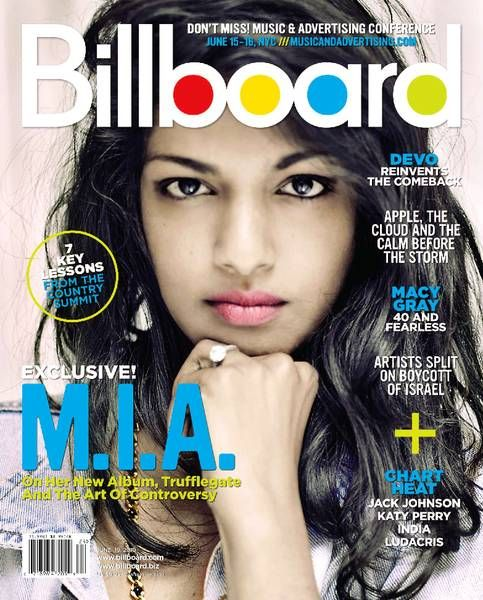 DON'T MISS! MUSIC & ADVERTISING CONFERENCE
JUNE 15-16, NYC /// MUSICANDADVERTISING.COM
Billboard
DEVO
REINVENTS
THE COMEBACK
APPLE, THE
CLOUD AND THE
CALM BEFORE
THE STORM
7
KEY
LESSONS
FROM THE
COUNTRY
SUMMIT
MACY
GRAY
40 AND
FEARLESS
ARTISTS SPLIT
ON BOYCOTT
OF ISRAEL
+
CHART
HEAT
JACK JOHNSON
KATY PERRY
INDIA
LUDACRIS
EXCLUSIVE!
M.I.A.
On Her New Album, Trufflegate
And The Art Of Controversy
JUNE 19, 2010
www.billboard.com
www.billboard.biz